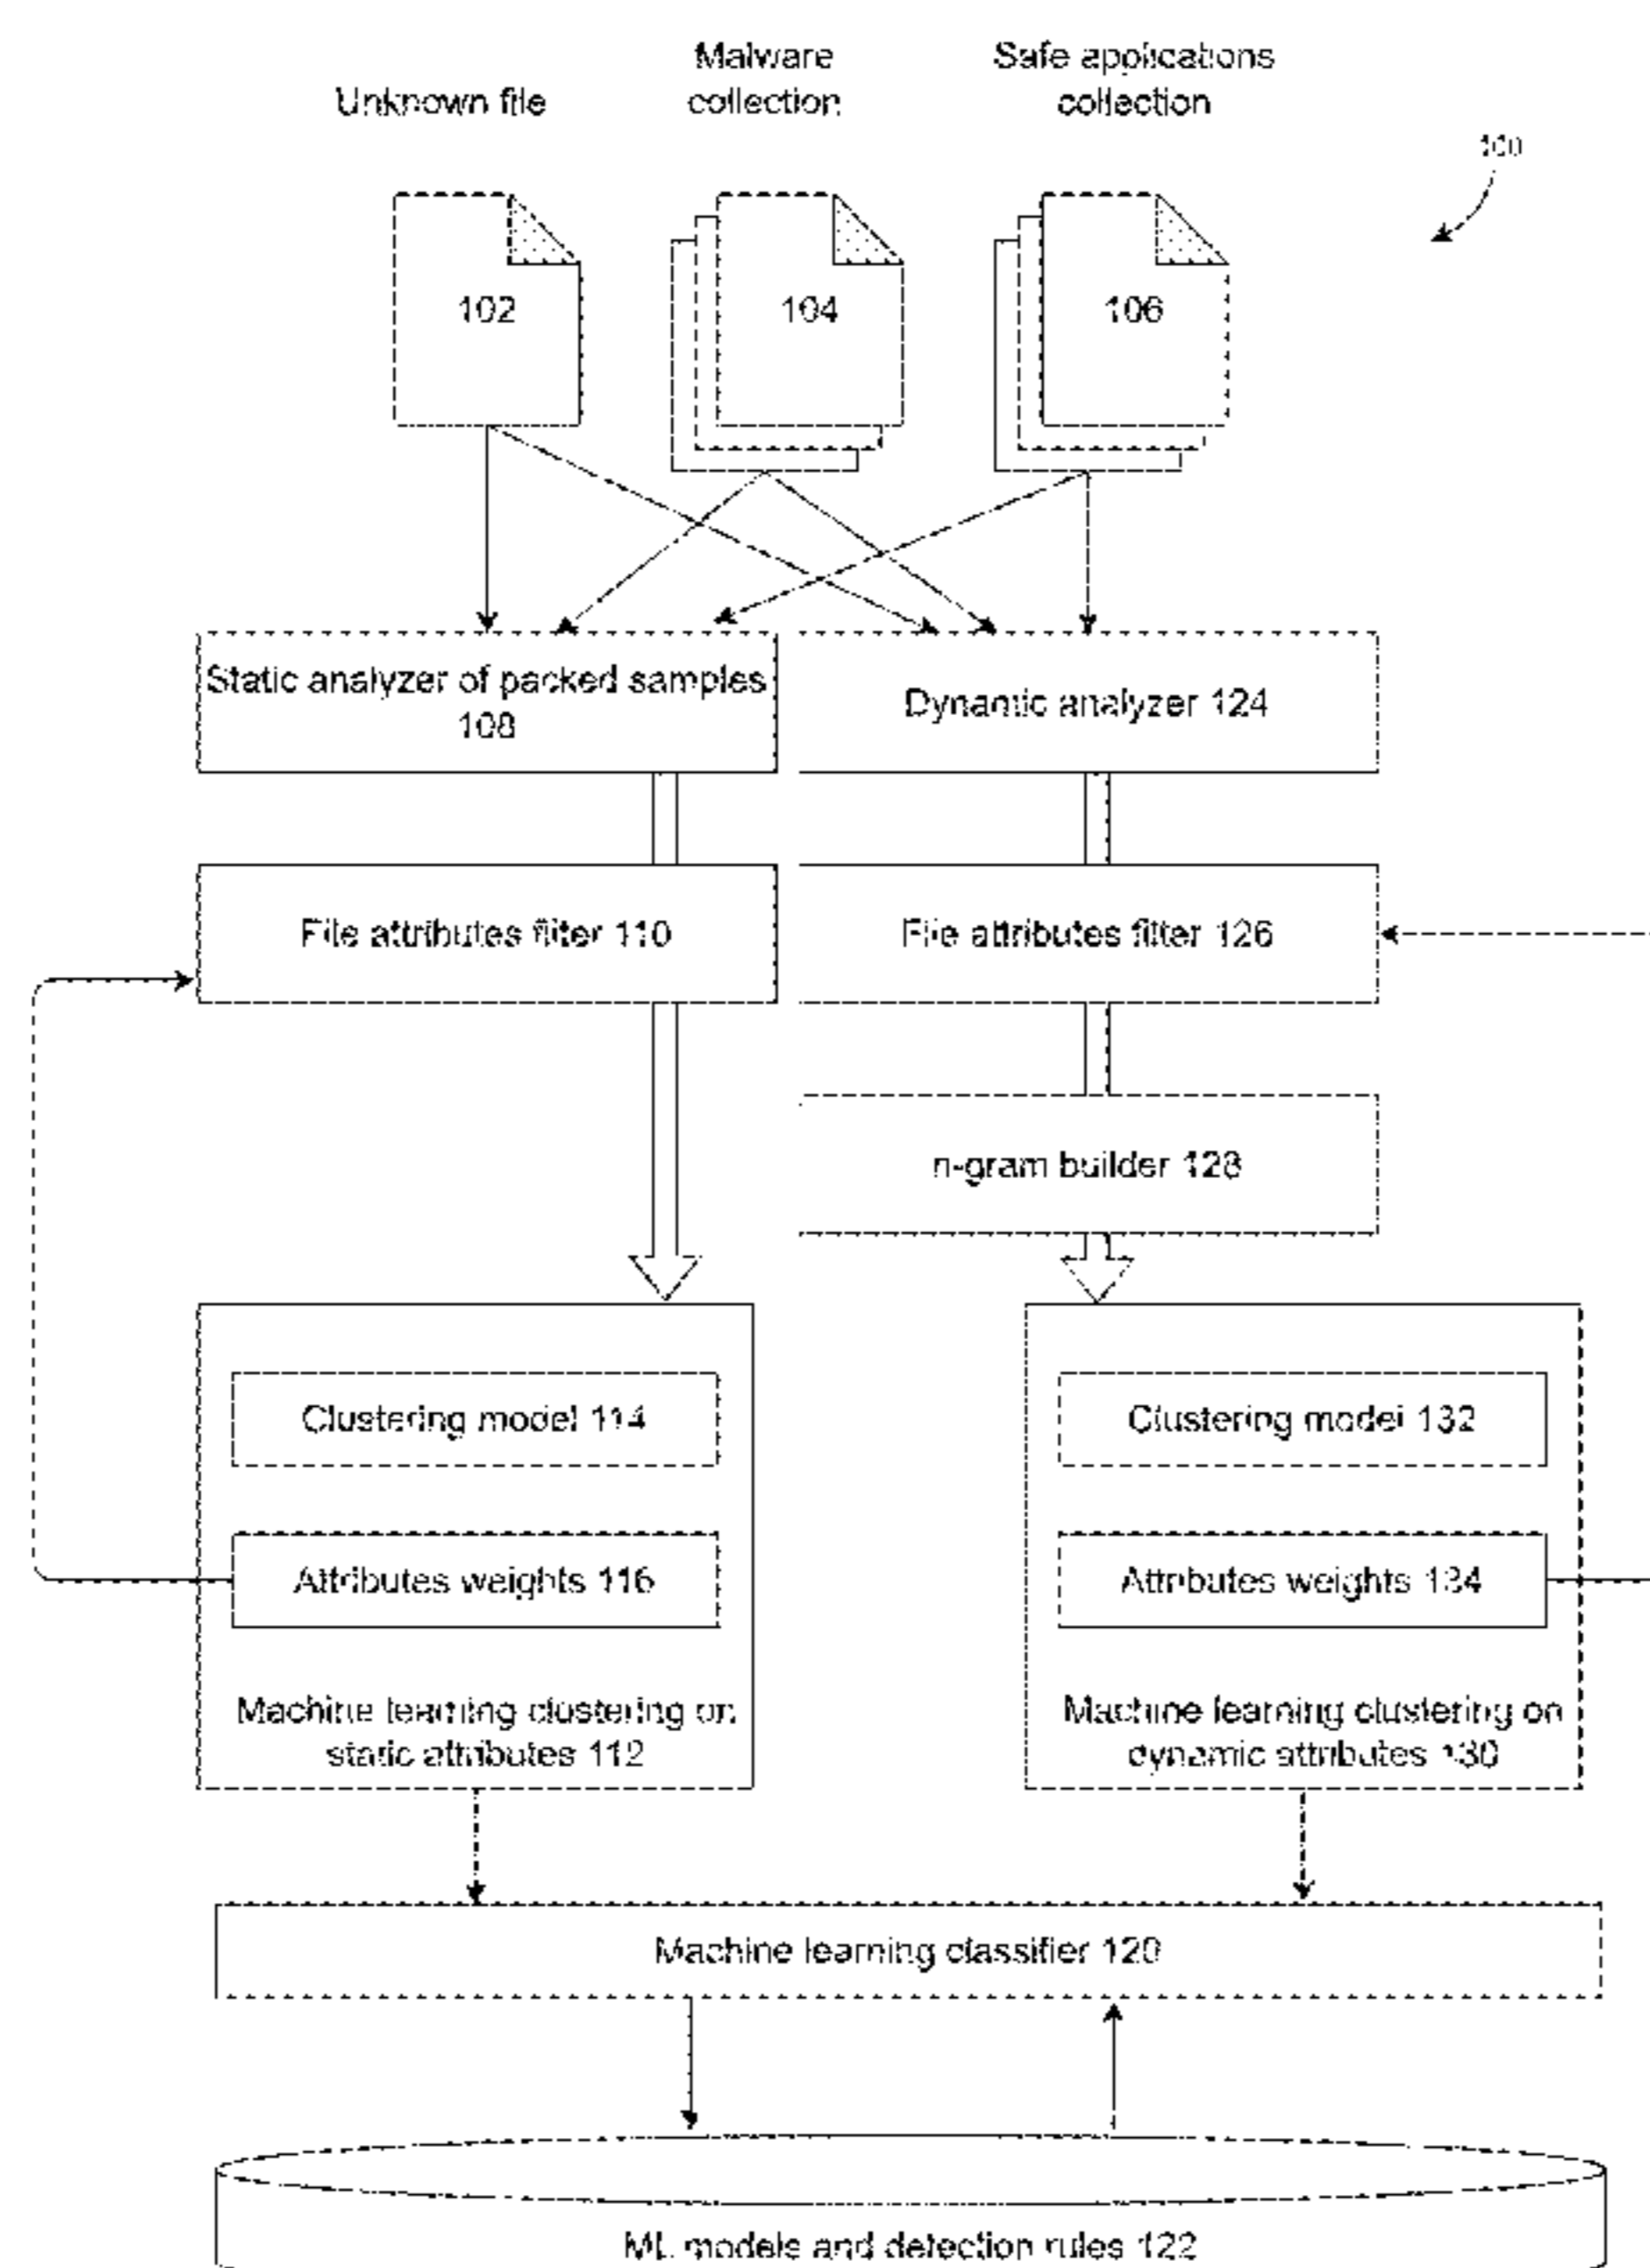 Unknown file
Malware
collection
Safe applications
collection
100
102
104
106
Static analyzer of packed samples
108
Dynamic analyzer 124
File attributes filter 110
File attributes filter 126
n-gram builder 128
Clustering model 114
Clustering model 132
Attributes weights 116
Attributes weights 134
Machine learning clustering on
static attributes 112
Machine learning clustering on
dynamic attributes 130
Machine learning classifier 120
ML models and detection rules 122